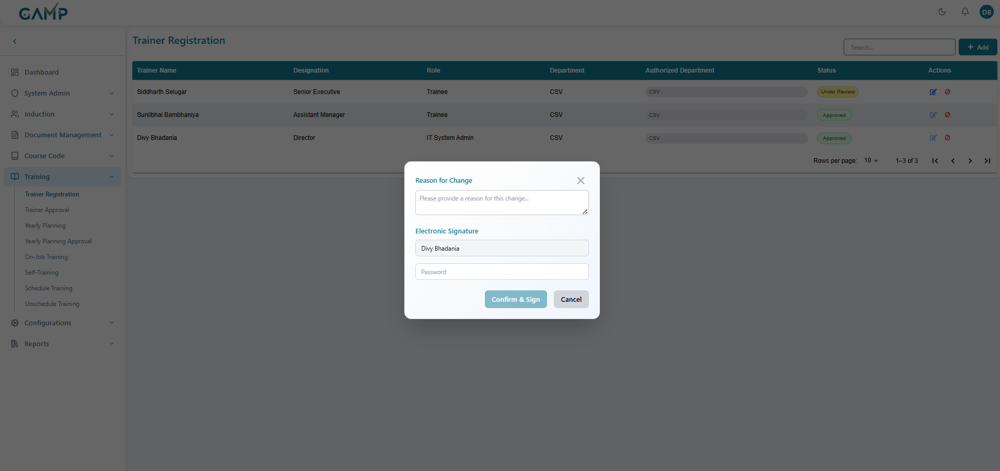 GAMP
DB
Trainer Registration
Search...
+ Add
Dashboard
System Admin
Induction
Document Management
Course Code
Training
Trainer Registration
Trainer Approval
Yearly Planning
Yearly Planning Approval
On-Job Training
Self-Training
Schedule Training
Unschedule Training
Configurations
Reports
Trainer Name Designation Role Department Authorized Department Status Actions
Siddharth Selugar Senior Executive Trainee CSV CSV Under Review
Sunilbhai Bambhaniya Assistant Manager Trainee CSV CSV Approved
Divy Bhadania Director IT System Admin CSV CSV Approved
Rows per page: 10 1–3 of 3
Reason for Change
Please provide a reason for this change...
Electronic Signature
Divy Bhadania
Password
Confirm & Sign Cancel